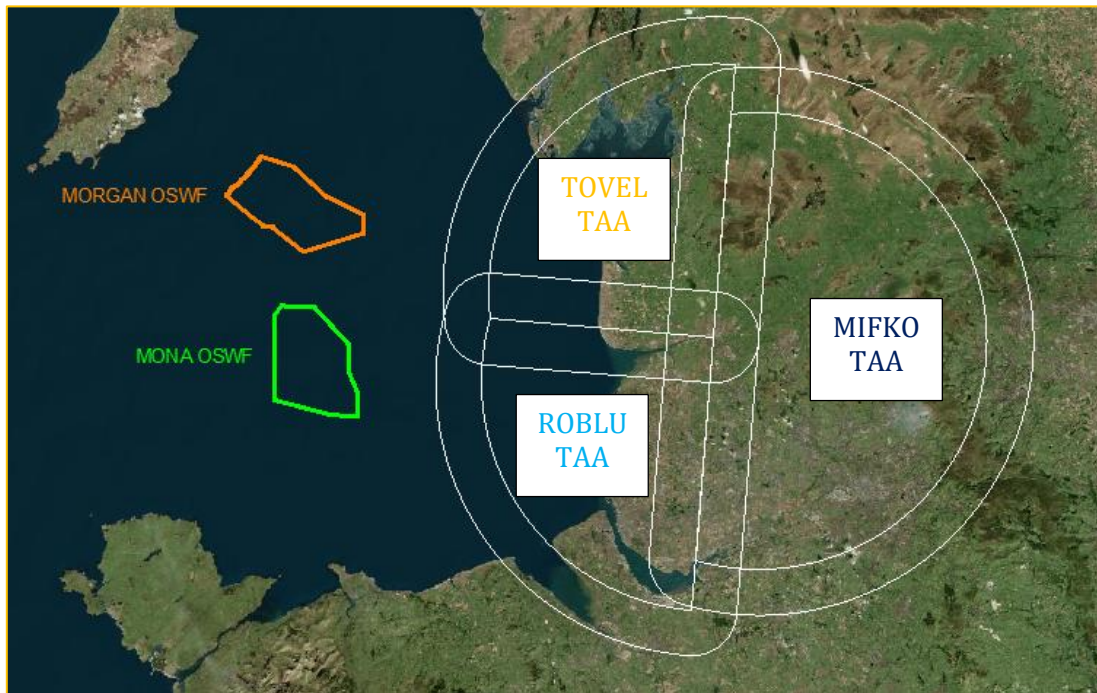 MORGAN OSWF
TOVEL
TAA
MONA OSWF
MIFKO
TAA
ROBLU
TAA